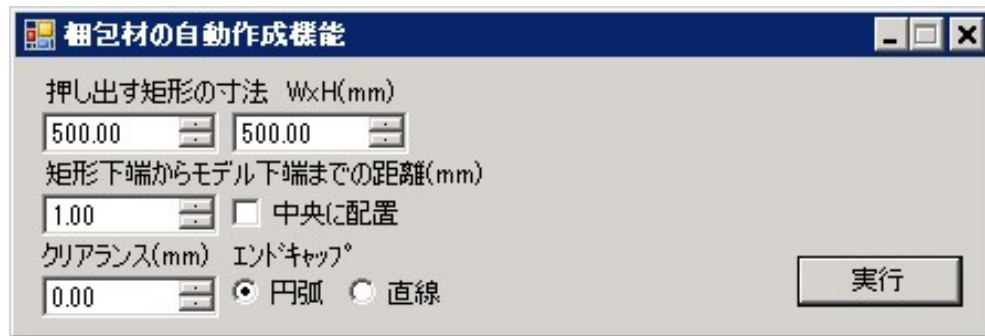 梱包材の自動作成機能
押し出す矩形の寸法 WxH(mm)
500.00 500.00
矩形下端からモデル下端までの距離(mm)
1.00 中央に配置
クリアランス(mm) エンドキャップ
0.00 円弧 直線
実行